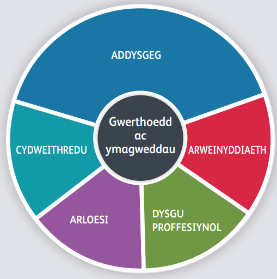 ADDYSGEG
Gwerthoedd
ac
ymagweddau
CYDWEITHREDU
ARWEINYDDIAETH
ARLOESI
DYSGU
PROFFESIYNOL